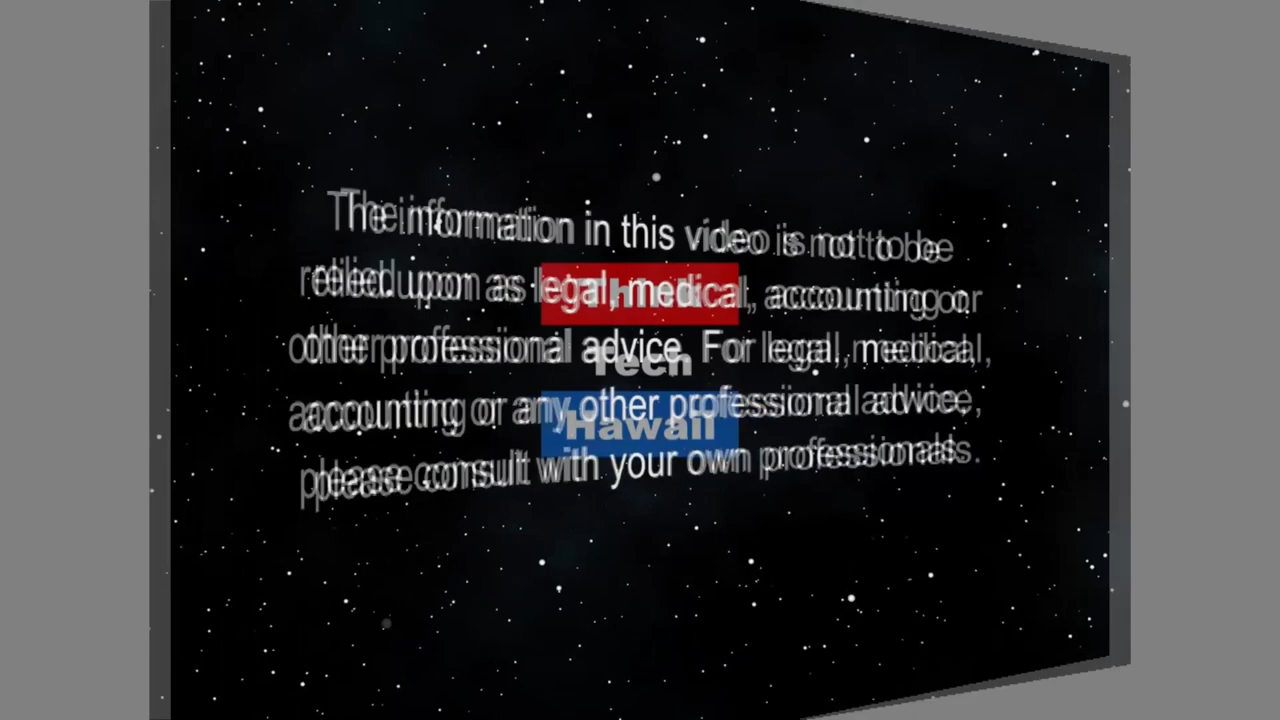 The information in this video is not to be
relied upon as legal, medical, accounting or
other professional advice. For legal, medical,
accounting or any other professional advice,
please consult with your own professionals.
Tech
Hawaii